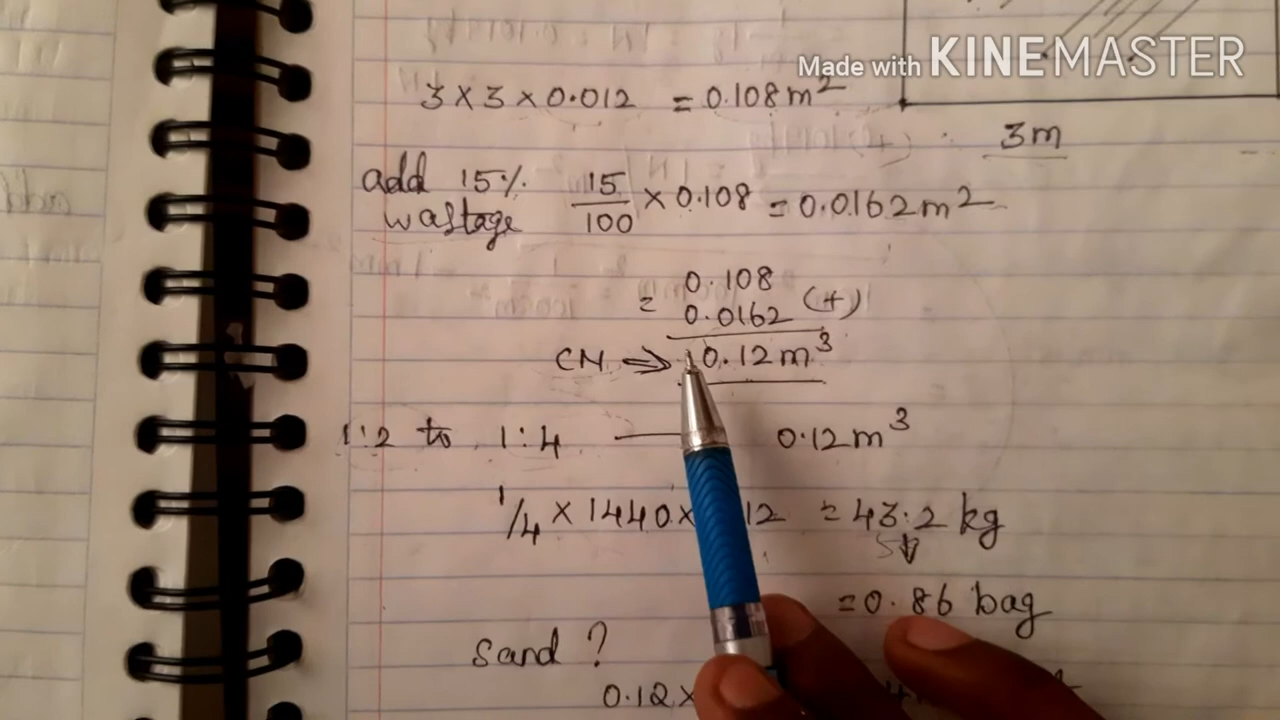 Made with KINEMASTER
3 X 3 X 0.012 = 0.108 m²
3m
add 15% wastage 15/100 X 0.108 = 0.0162 m²
= 0.108
0.0162 (+)
CM ⇒ 0.12 m³
1:2 to 1:4 — 0.12 m³
1/4 X 1440 X 12 = 43.2 kg
= 0.86 bag
Sand ?
0.12 X